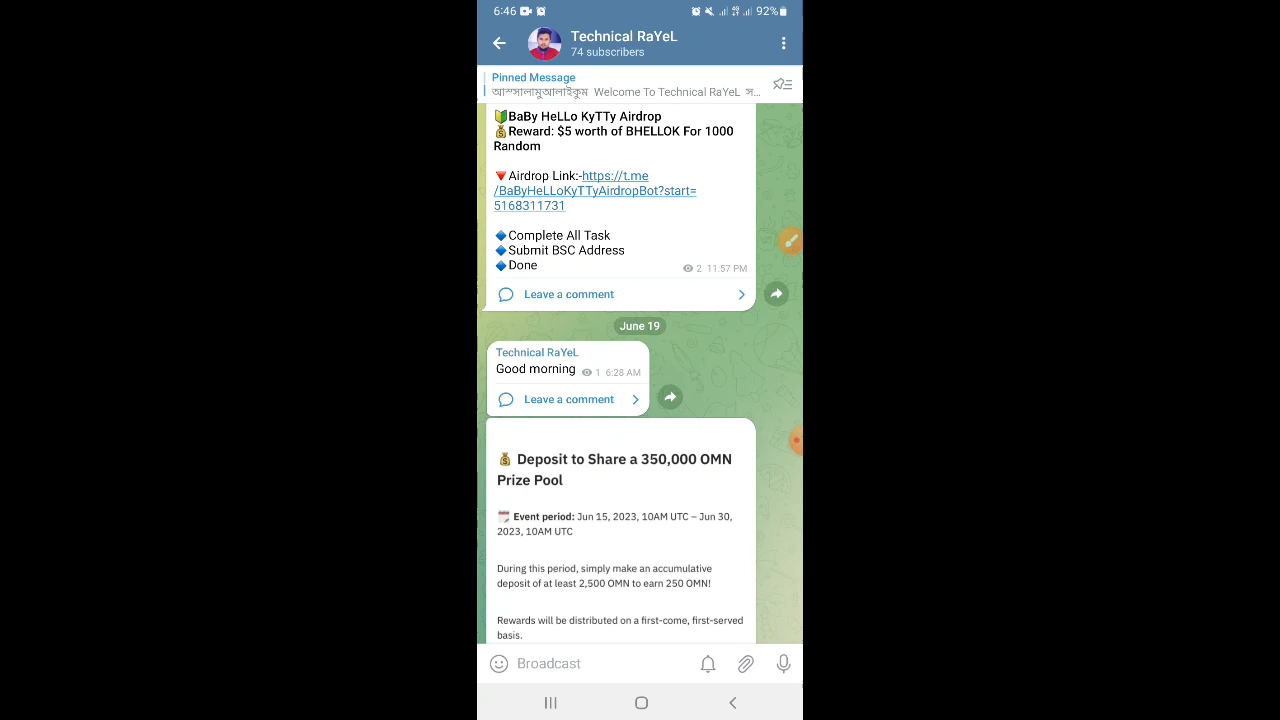 6:46
92%
Technical RaYeL
74 subscribers
Pinned Message
আসসালামুআলাইকুম Welcome To Technical RaYeL স...
🔰BaBy HeLLo KyTTy Airdrop
💰Reward: $5 worth of BHELLOK For 1000
Random
🔻Airdrop Link:-https://t.me
/BaByHeLLoKyTTyAirdropBot?start=
5168311731
🔷Complete All Task
🔷Submit BSC Address
🔷Done
2 11:57 PM
Leave a comment
June 19
Technical RaYeL
Good morning 1 6:28 AM
Leave a comment
💰 Deposit to Share a 350,000 OMN
Prize Pool
🗓️ Event period: Jun 15, 2023, 10AM UTC – Jun 30,
2023, 10AM UTC
During this period, simply make an accumulative
deposit of at least 2,500 OMN to earn 250 OMN!
Rewards will be distributed on a first-come, first-served
basis.
Broadcast